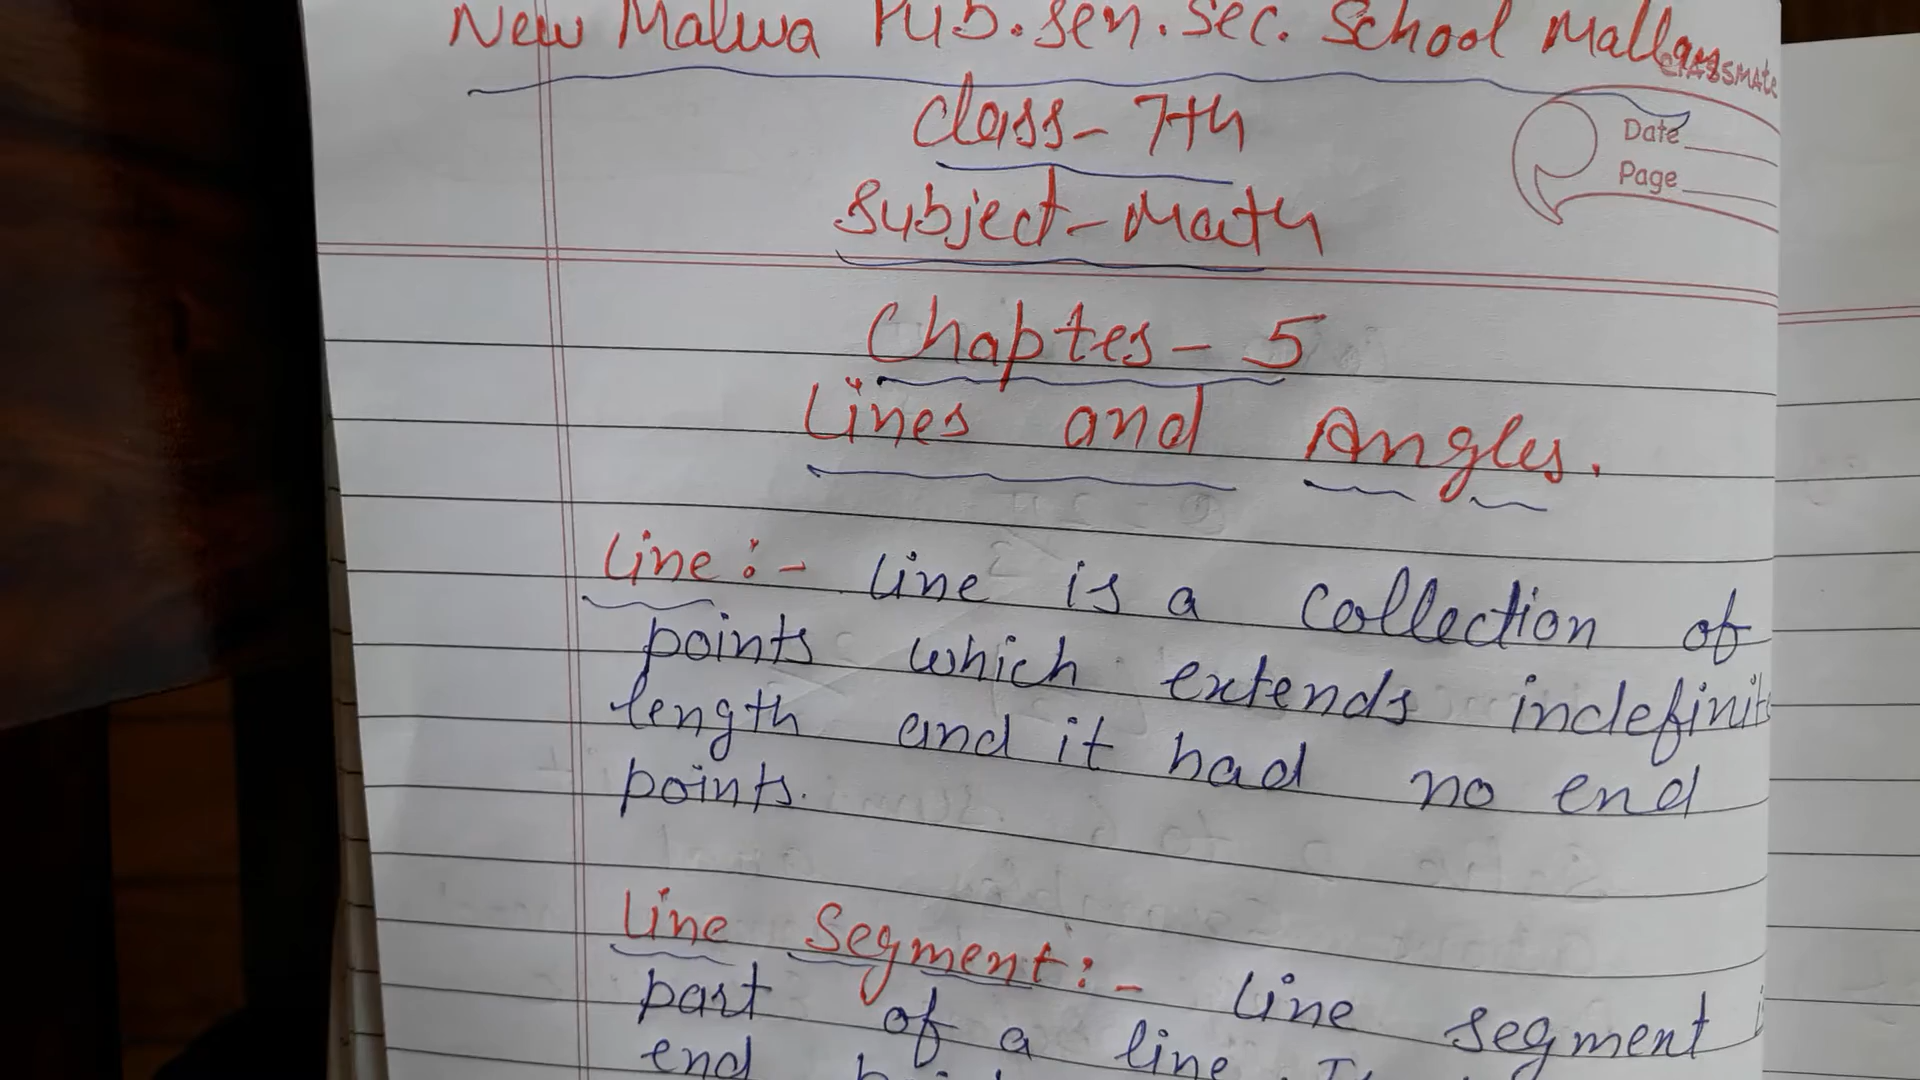 New Malwa Pub. Sen. Sec. School Mallan
CLASSMAte
Class - 7th
Date
Page
Subject - Math
Chapter - 5
Lines and Angles.
Line :- Line is a collection of
points which extends indefinite
length and it had no end
points.
Line Segment :- Line segment
part of a line. It
end